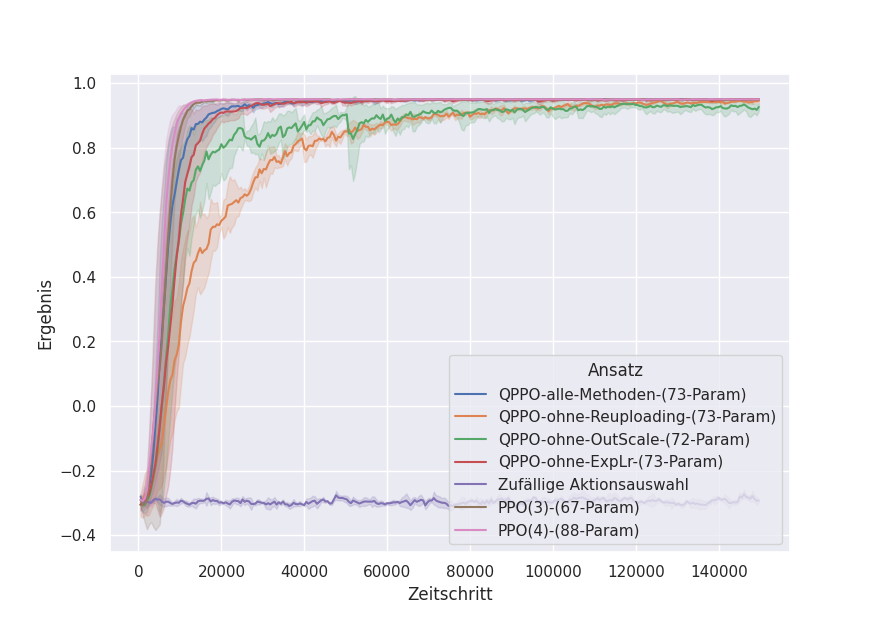 1.0
0.8
0.6
0.4
0.2
0.0
−0.2
−0.4
Ergebnis
0
20000
40000
60000
80000
100000
120000
140000
Zeitschritt
Ansatz
QPPO-alle-Methoden-(73-Param)
QPPO-ohne-Reuploading-(73-Param)
QPPO-ohne-OutScale-(72-Param)
QPPO-ohne-ExpLr-(73-Param)
Zufällige Aktionsauswahl
PPO(3)-(67-Param)
PPO(4)-(88-Param)